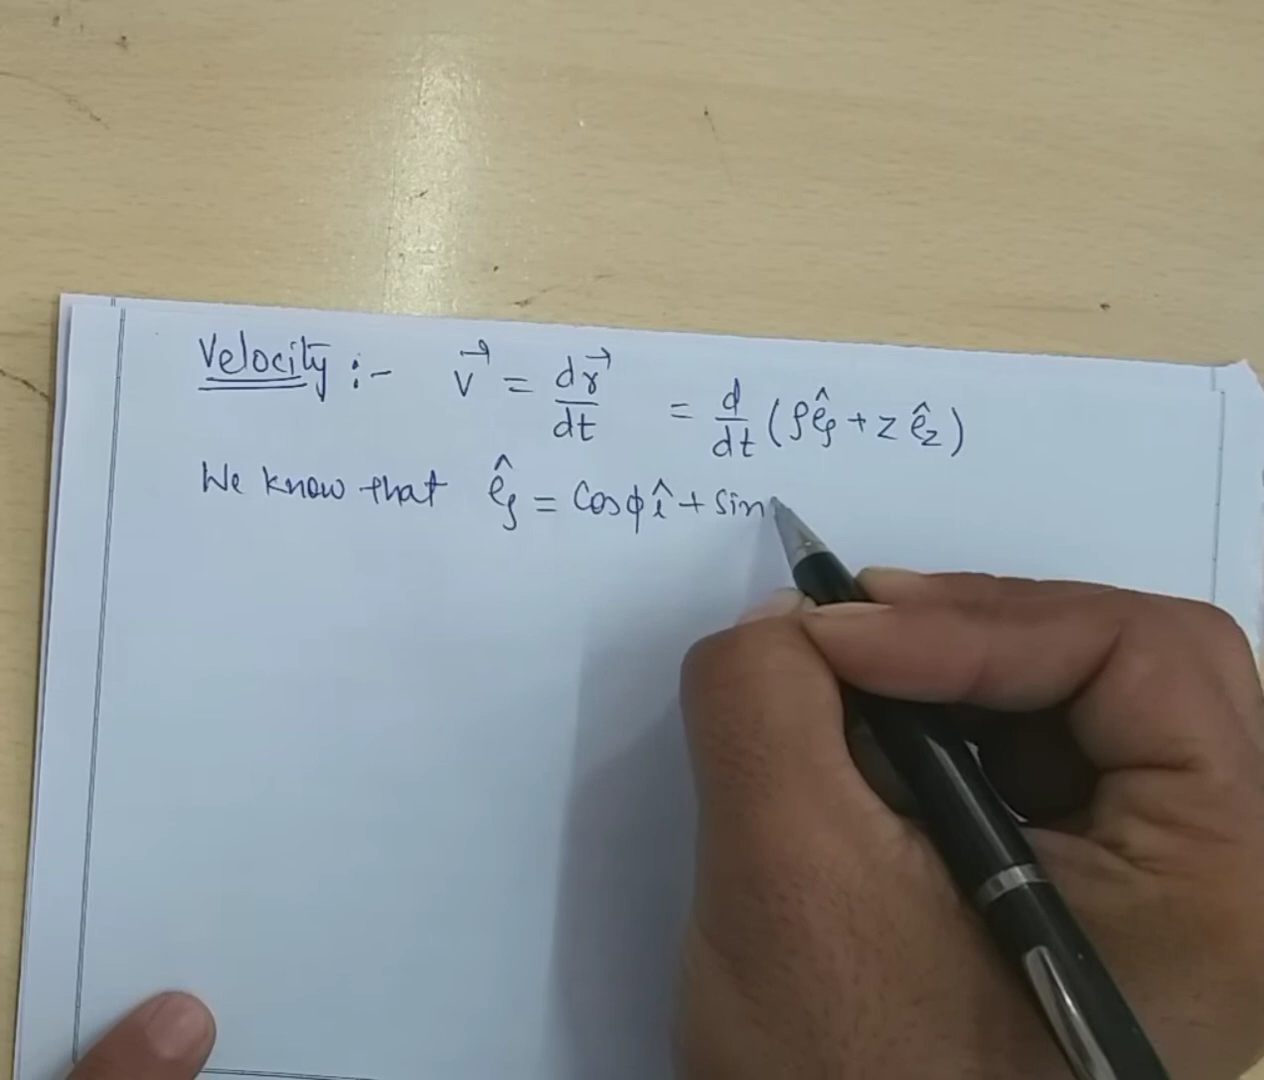 Velocity :- v⃗ = dr⃗/dt = d/dt (ρê_ρ + z ê_z)
We know that ê_ρ = Cosϕ î + Sin